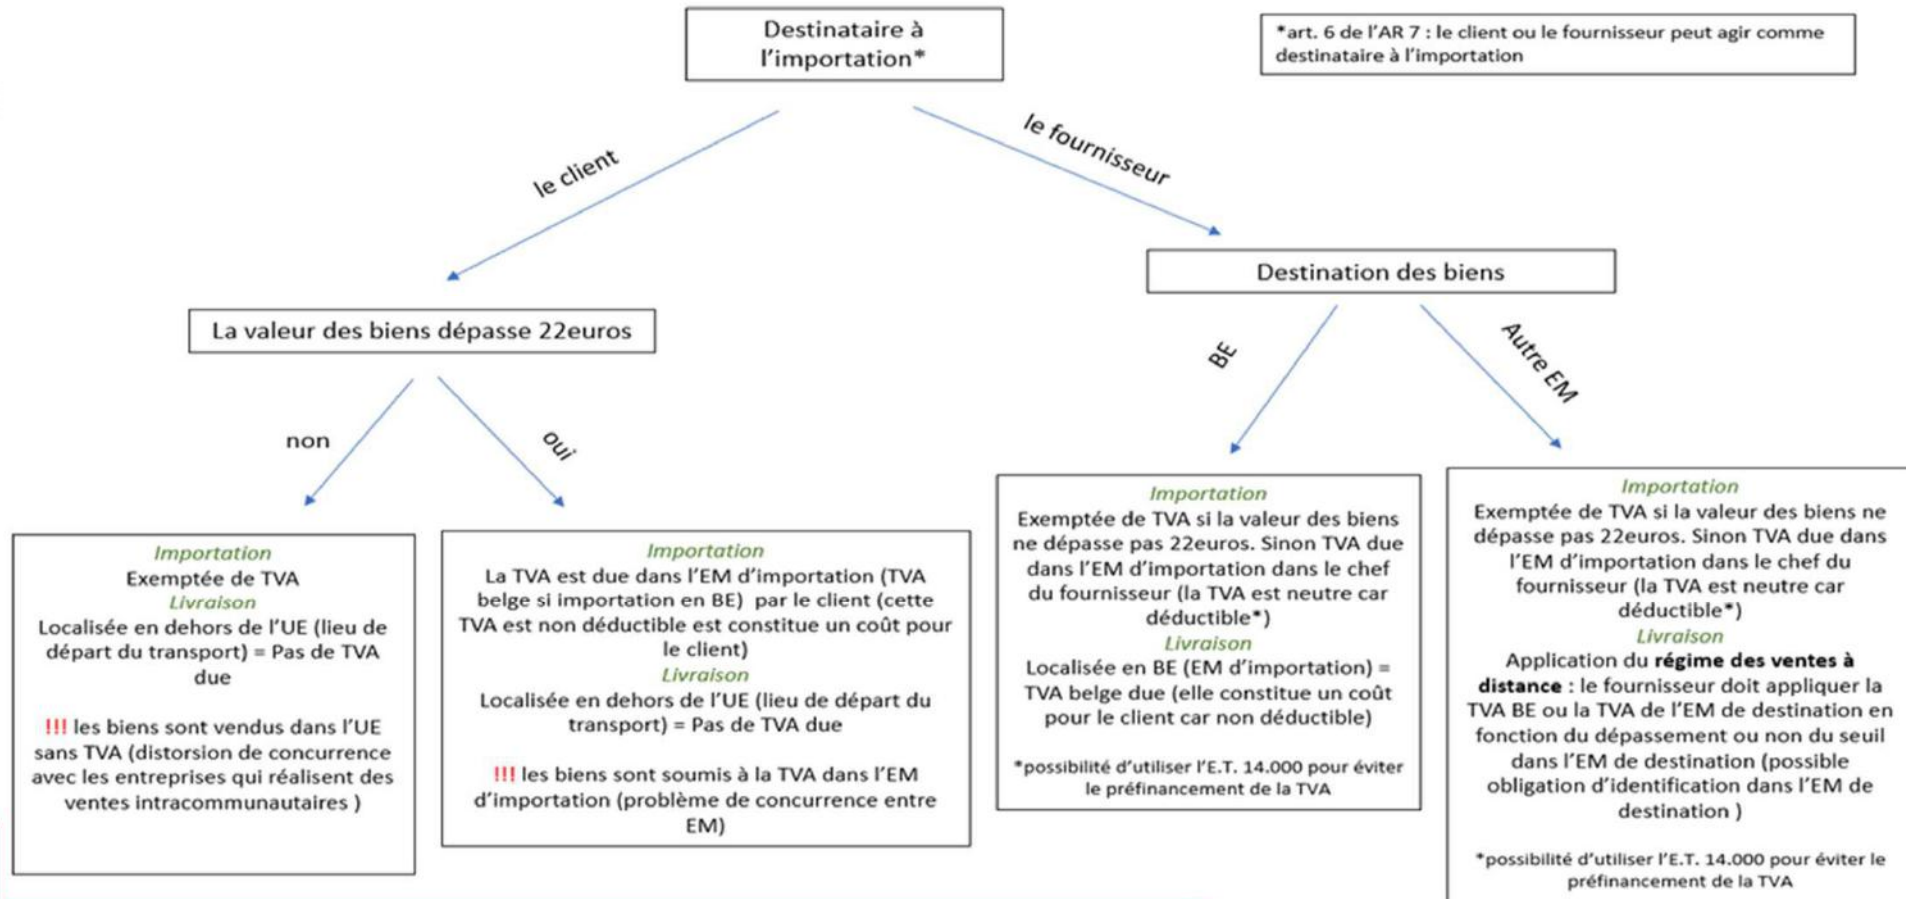 Destinataire à
l'importation*
*art. 6 de l'AR 7 : le client ou le fournisseur peut agir comme
destinataire à l'importation
le client
le fournisseur
La valeur des biens dépasse 22euros
Destination des biens
non
oui
BE
Autre EM
Importation
Exemptée de TVA
Livraison
Localisée en dehors de l'UE (lieu de
départ du transport) = Pas de TVA
due
!!! les biens sont vendus dans l'UE
sans TVA (distorsion de concurrence
avec les entreprises qui réalisent des
ventes intracommunautaires )
Importation
La TVA est due dans l'EM d'importation (TVA
belge si importation en BE) par le client (cette
TVA est non déductible est constitue un coût pour
le client)
Livraison
Localisée en dehors de l'UE (lieu de départ du
transport) = Pas de TVA due
!!! les biens sont soumis à la TVA dans l'EM
d'importation (problème de concurrence entre
EM)
Importation
Exemptée de TVA si la valeur des biens
ne dépasse pas 22euros. Sinon TVA due
dans l'EM d'importation dans le chef
du fournisseur (la TVA est neutre car
déductible*)
Livraison
Localisée en BE (EM d'importation) =
TVA belge due (elle constitue un coût
pour le client car non déductible)
*possibilité d'utiliser l'E.T. 14.000 pour éviter
le préfinancement de la TVA
Importation
Exemptée de TVA si la valeur des biens ne
dépasse pas 22euros. Sinon TVA due dans
l'EM d'importation dans le chef du
fournisseur (la TVA est neutre car
déductible*)
Livraison
Application du régime des ventes à
distance : le fournisseur doit appliquer la
TVA BE ou la TVA de l'EM de destination en
fonction du dépassement ou non du seuil
dans l'EM de destination (possible
obligation d'identification dans l'EM de
destination )
*possibilité d'utiliser l'E.T. 14.000 pour éviter le
préfinancement de la TVA